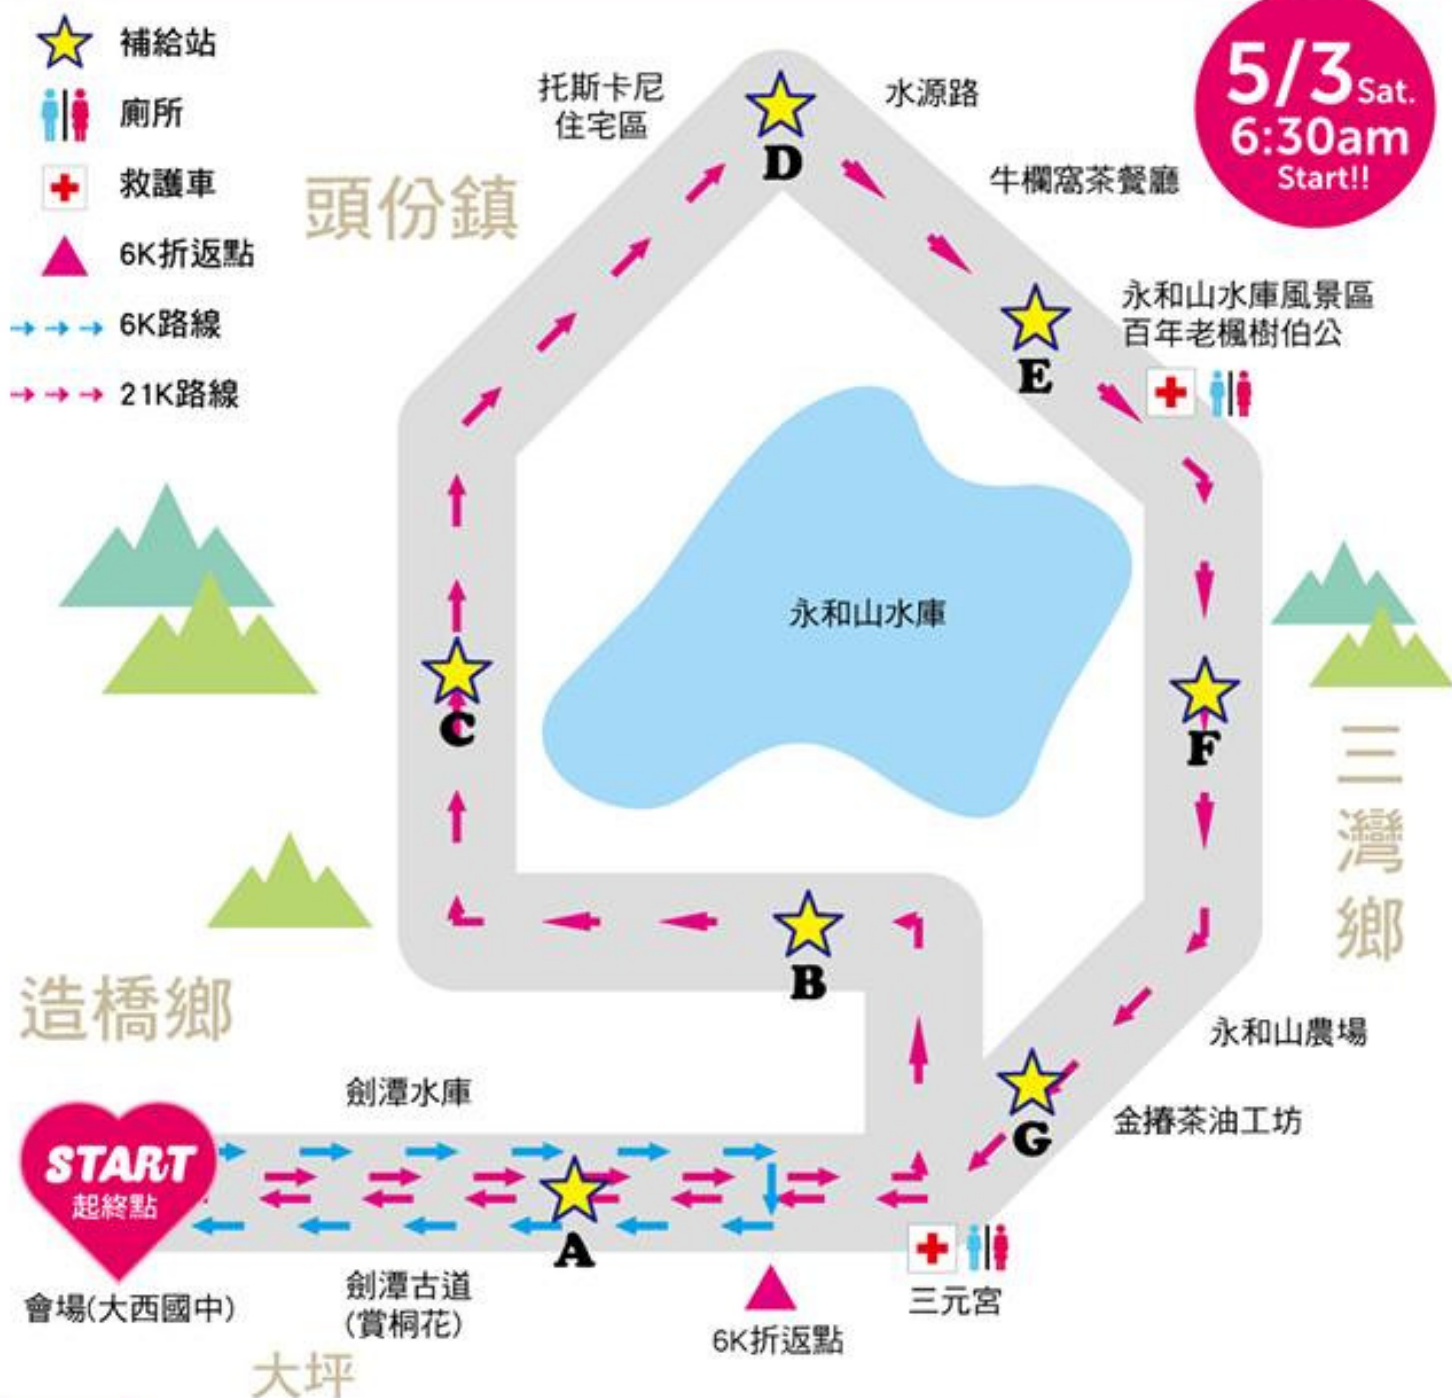 補給站
廁所
救護車
6K折返點
6K路線
21K路線
5/3 Sat.
6:30am
Start!!
頭份鎮
托斯卡尼
住宅區
水源路
牛欄窩茶餐廳
永和山水庫風景區
百年老楓樹伯公
D
E
永和山水庫
C
F
三灣鄉
B
造橋鄉
永和山農場
金搼茶油工坊
G
劍潭水庫
START
起終點
A
會場(大西國中)
劍潭古道
(賞桐花)
6K折返點
三元宮
大坪